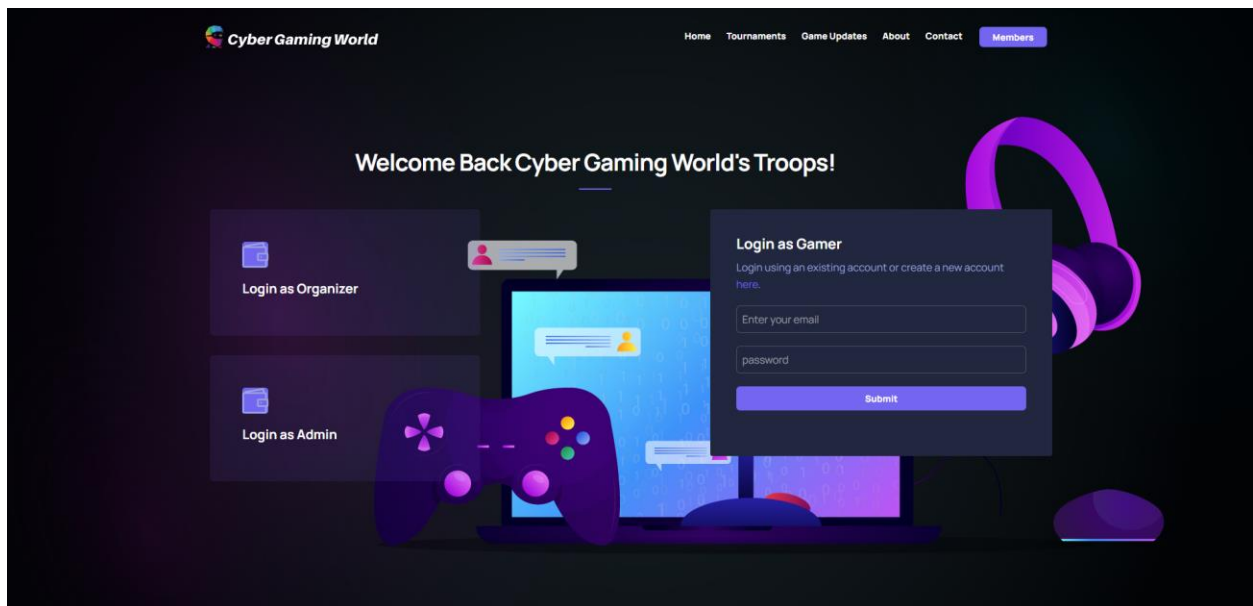 Cyber Gaming World
Home Tournaments Game Updates About Contact Members
Welcome Back Cyber Gaming World's Troops!
Login as Organizer
Login as Admin
Login as Gamer
Login using an existing account or create a new account
here.
Enter your email
password
Submit